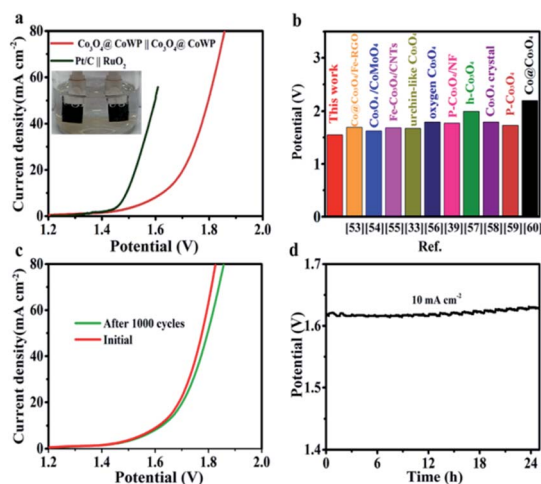 a
Co₃O₄@ CoWP || Co₃O₄@ CoWP
Pt/C || RuO₂
Current density(mA cm⁻²)
80
60
40
20
0
1.2 1.4 1.6 1.8 2.0
Potential (V)
b
Potential (V)
3
2
1
0
This work
Co@Co₃O₄/Fe-RGO
Co₃O₄ /CoMoO₄
Fe-Co₃O₄/CNTs
urchin-like Co₃O₄
oxygen Co₃O₄
P-Co₃O₄/NF
h-Co₃O₄
Co₃O₄ crystal
P-Co₃O₄
Co@Co₃O₄
[53][54][55][33][56][39][57][58][59][60]
Ref.
c
After 1000 cycles
Initial
Current density(mA cm⁻²)
80
60
40
20
0
1.2 1.4 1.6 1.8 2.0
Potential (V)
d
10 mA cm⁻²
Potential (V)
1.7
1.6
1.5
1.4
0 6 12 18 24
Time (h)